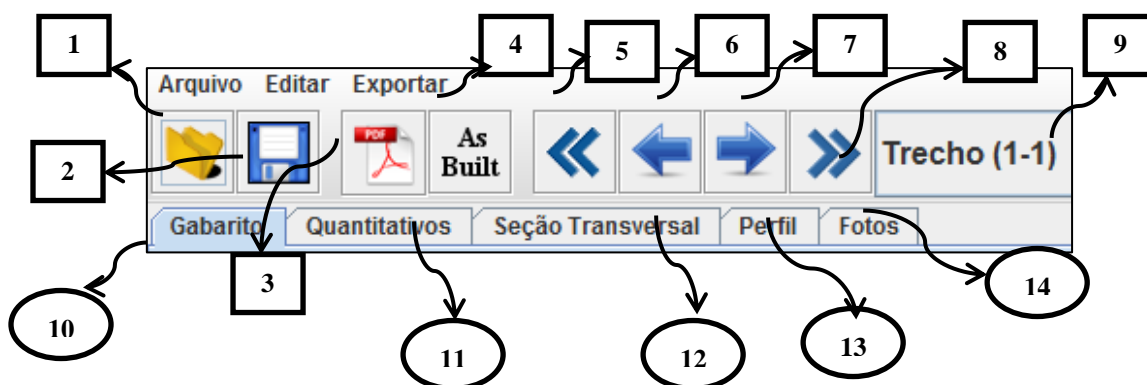 1
4
5
6
7
8
9
Arquivo Editar Exportar
2
PDF
As
Built
Trecho (1-1)
Gabarito Quantitativos Seção Transversal Perfil Fotos
3
10
11
12
13
14